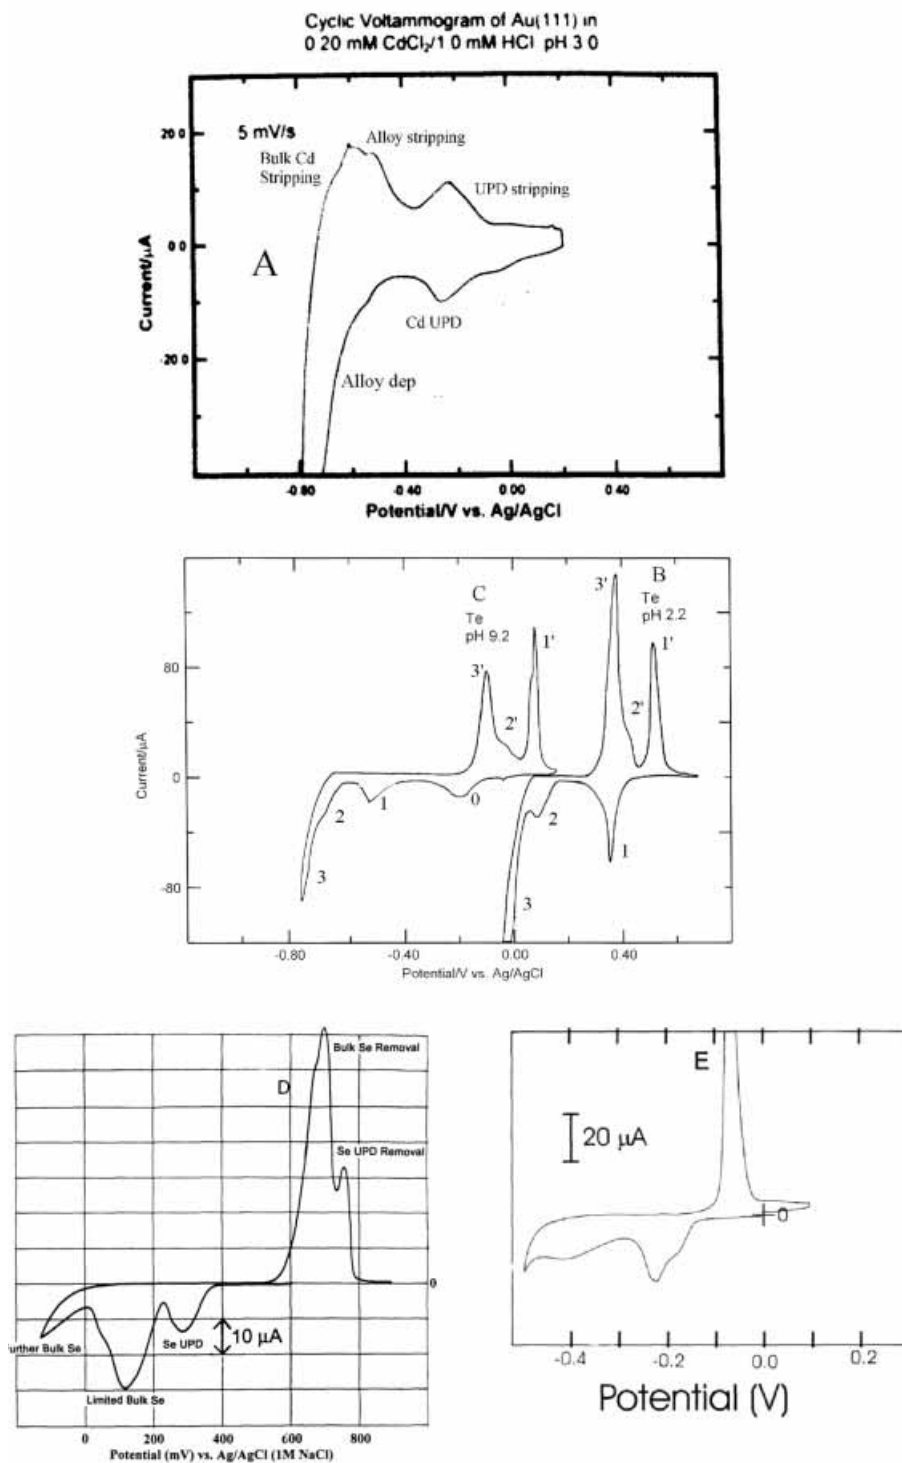 Cyclic Voltammogram of Au(111) in
0 20 mM CdCl₂/1 0 mM HCl pH 3 0
5 mV/s
Alloy stripping
Bulk Cd
Stripping
UPD stripping
A
Cd UPD
Alloy dep
20 0
0 0
-20 0
Current/µA
-0 80
-0 40
0 00
0 40
Potential/V vs. Ag/AgCl
C
Te
pH 9.2
3'
2'
1'
3'
B
Te
pH 2.2
1'
2'
80
0
-80
Current/µA
3
2
1
0
3
2
1
-0.80
-0.40
0.00
0.40
Potential/V vs. Ag/AgCl
Bulk Se Removal
D
Se UPD Removal
0
10 µA
Se UPD
urther Bulk Se
Limited Bulk Se
0
200
400
600
800
Potential (mV) vs. Ag/AgCl (1M NaCl)
E
20 µA
0
-0.4
-0.2
0.0
0.2
Potential (V)